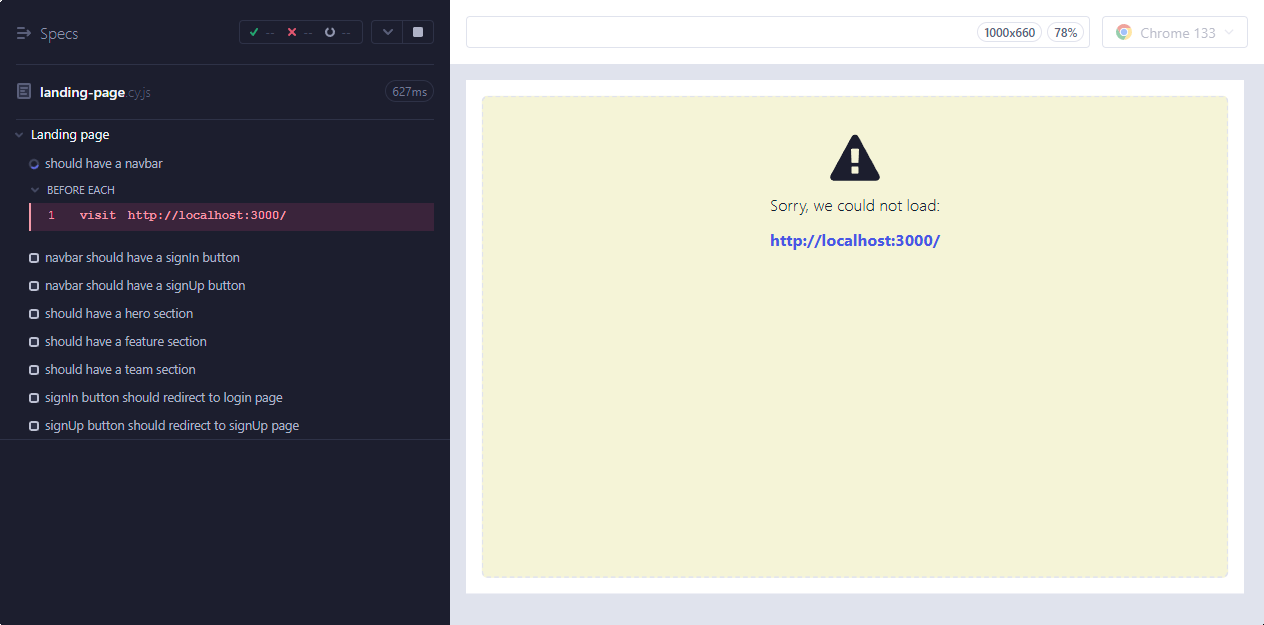 Specs
-- -- --
landing-page.cy.js
627ms
Landing page
should have a navbar
BEFORE EACH
1 visit http://localhost:3000/
navbar should have a signIn button
navbar should have a signUp button
should have a hero section
should have a feature section
should have a team section
signIn button should redirect to login page
signUp button should redirect to signUp page
1000x660 78%
Chrome 133
Sorry, we could not load:
http://localhost:3000/